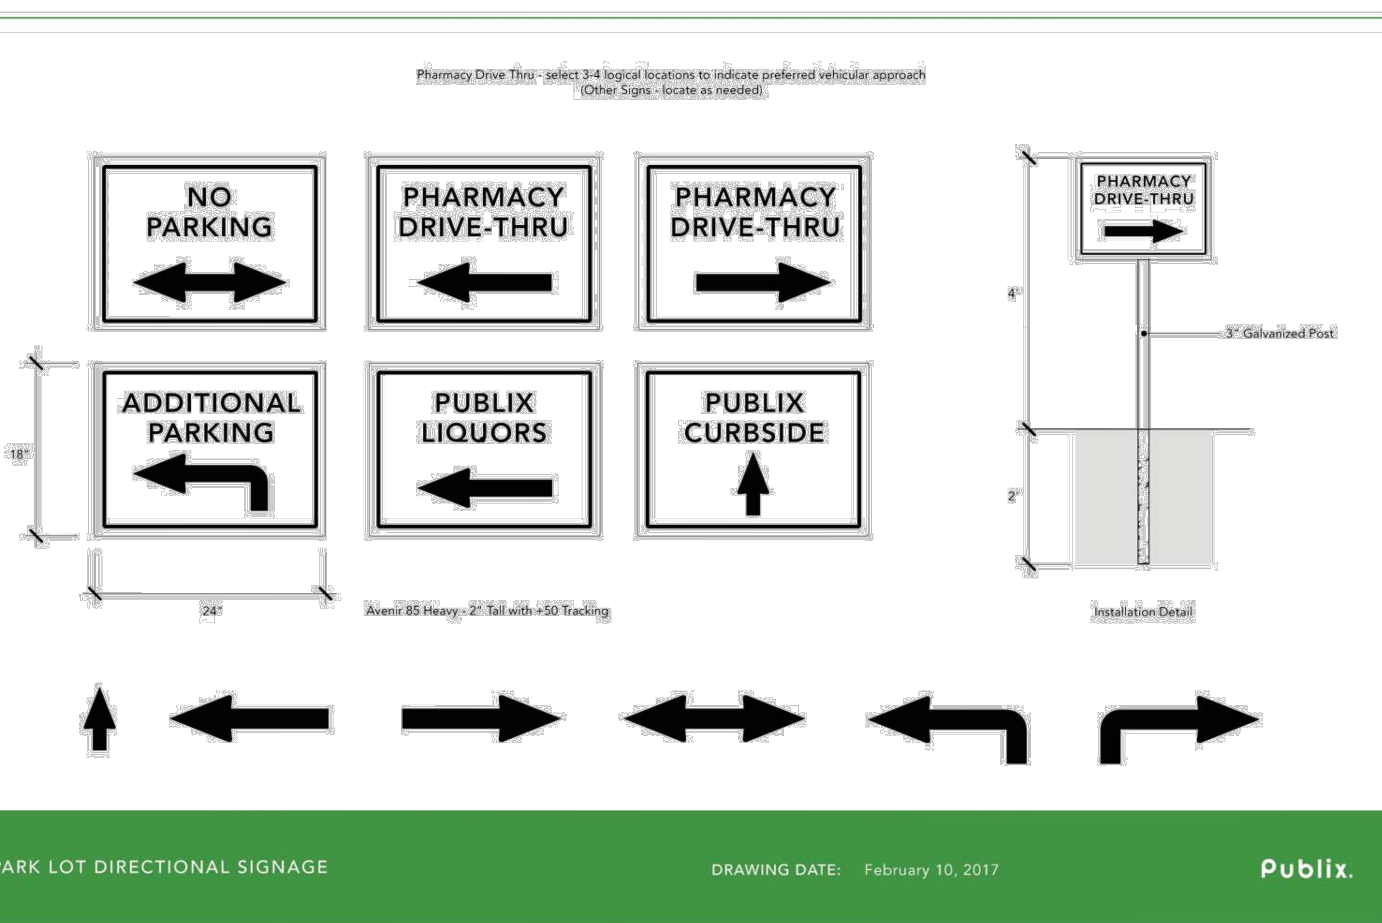 Pharmacy Drive Thru - select 3-4 logical locations to indicate preferred vehicular approach
(Other Signs - locate as needed)
NO
PARKING
PHARMACY
DRIVE-THRU
PHARMACY
DRIVE-THRU
PHARMACY
DRIVE-THRU
4"
3" Galvanized Post
ADDITIONAL
PARKING
PUBLIX
LIQUORS
PUBLIX
CURBSIDE
18"
2"
24"
Avenir 85 Heavy - 2" Tall with +50 Tracking
Installation Detail
PARK LOT DIRECTIONAL SIGNAGE
DRAWING DATE: February 10, 2017
Publix.